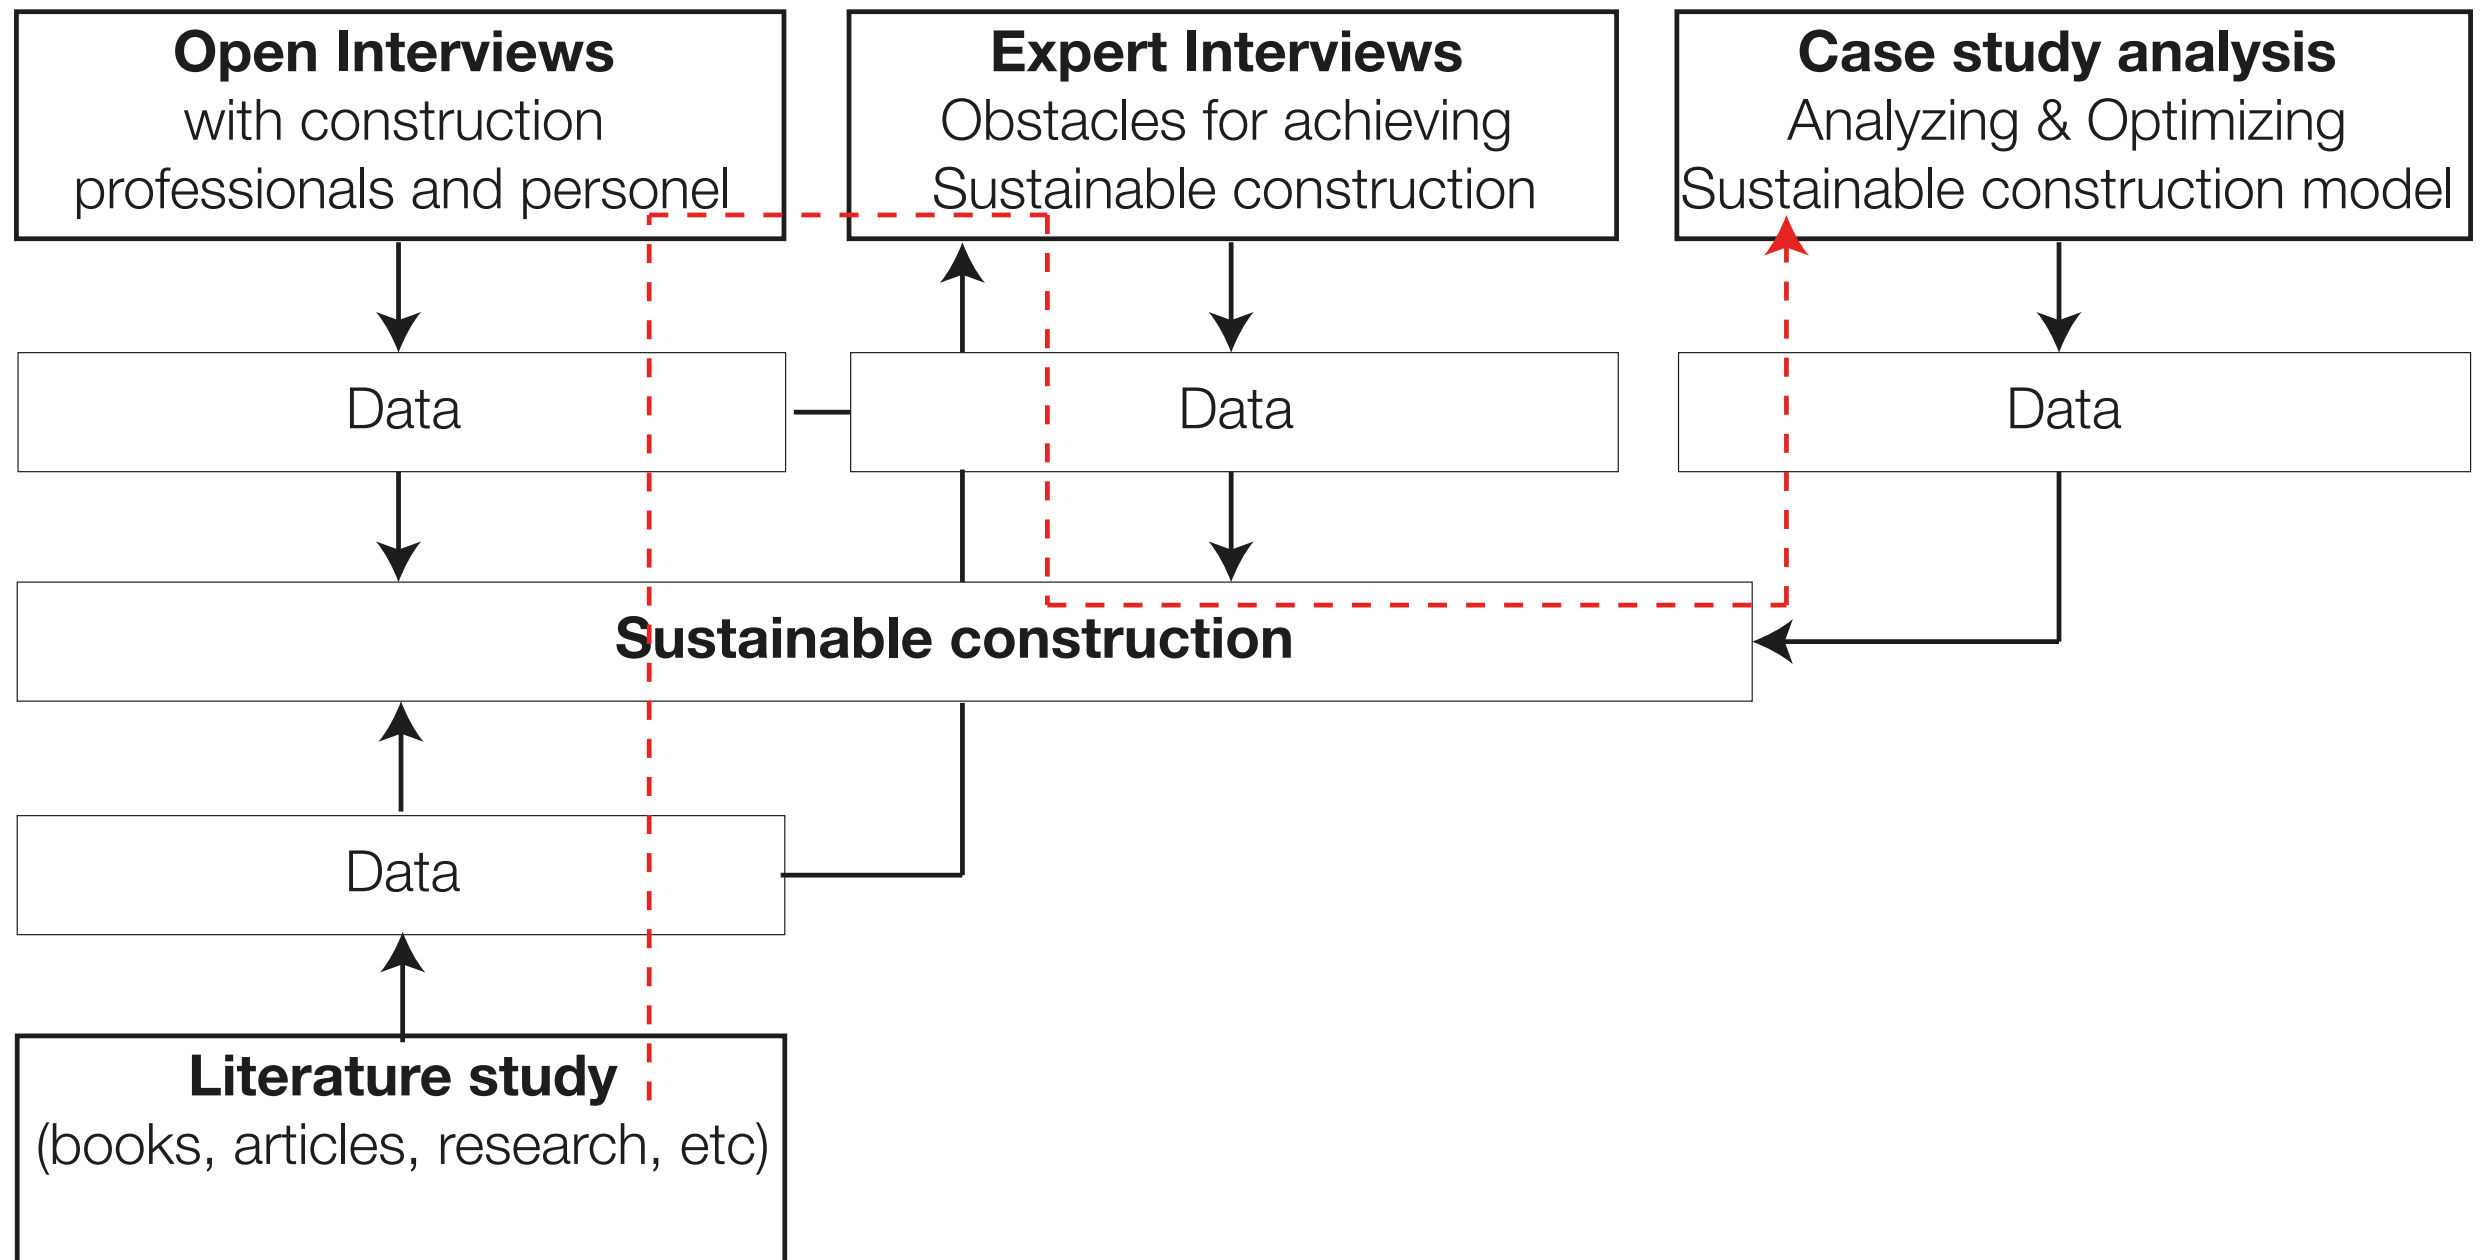 Open Interviews
with construction
professionals and personel
Expert Interviews
Obstacles for achieving
Sustainable construction
Case study analysis
Analyzing & Optimizing
Sustainable construction model
Data
Data
Data
Sustainable construction
Data
Literature study
(books, articles, research, etc)